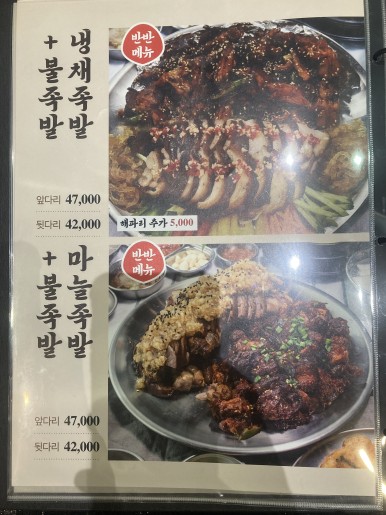 냉채족발
+불족발
반반
메뉴
앞다리 47,000
뒷다리 42,000
해파리 추가 5,000
마늘족발
+불족발
반반
메뉴
앞다리 47,000
뒷다리 42,000